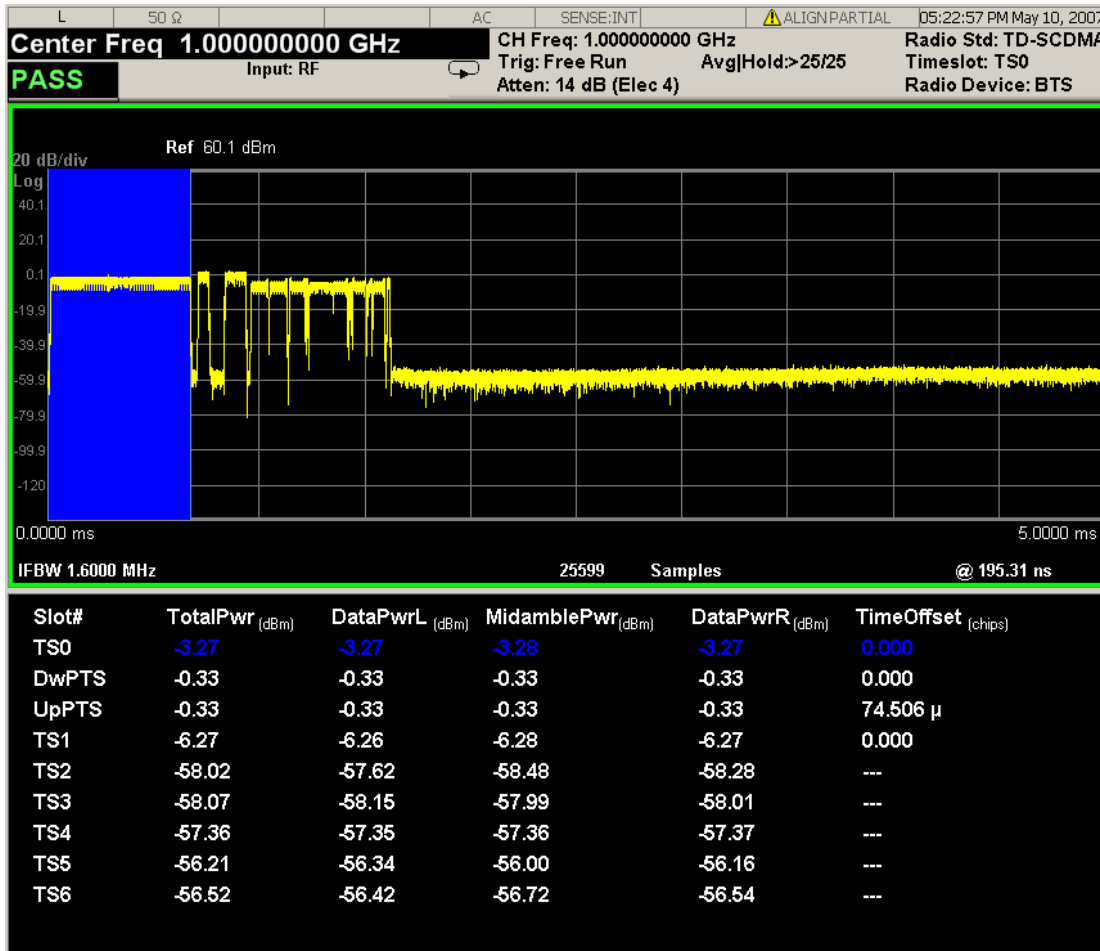 L 50 Ω AC SENSE:INT ALIGN PARTIAL 05:22:57 PM May 10, 2007
Center Freq 1.000000000 GHz
CH Freq: 1.000000000 GHz Radio Std: TD-SCDMA
PASS Input: RF Trig: Free Run Avg|Hold:>25/25 Timeslot: TS0
Atten: 14 dB (Elec 4) Radio Device: BTS
Ref 60.1 dBm
20 dB/div
Log
40.1
20.1
0.1
-19.9
-39.9
-59.9
-79.9
-99.9
-120
0.0000 ms 5.0000 ms
IFBW 1.6000 MHz 25599 Samples @ 195.31 ns
Slot# TotalPwr (dBm) DataPwrL (dBm) MidamblePwr(dBm) DataPwrR (dBm) TimeOffset (chips)
TS0 -3.27 -3.27 -3.28 -3.27 0.000
DwPTS -0.33 -0.33 -0.33 -0.33 0.000
UpPTS -0.33 -0.33 -0.33 -0.33 74.506 µ
TS1 -6.27 -6.26 -6.28 -6.27 0.000
TS2 -58.02 -57.62 -58.48 -58.28 ---
TS3 -58.07 -58.15 -57.99 -58.01 ---
TS4 -57.36 -57.35 -57.36 -57.37 ---
TS5 -56.21 -56.34 -56.00 -56.16 ---
TS6 -56.52 -56.42 -56.72 -56.54 ---